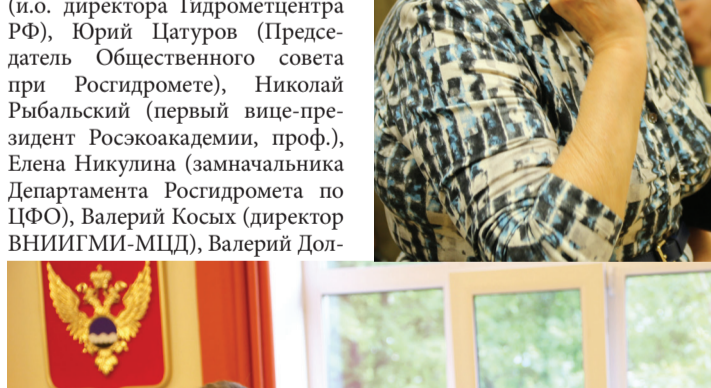 (и.о. директора Гидрометцентра
РФ), Юрий Цатуров (Предсе-
датель Общественного совета
при Росгидромете), Николай
Рыбальский (первый вице-пре-
зидент Росэкоакадемии, проф.),
Елена Никулина (замначальника
Департамента Росгидромета по
ЦФО), Валерий Косых (директор
ВНИИГМИ-МЦД), Валерий Дол-